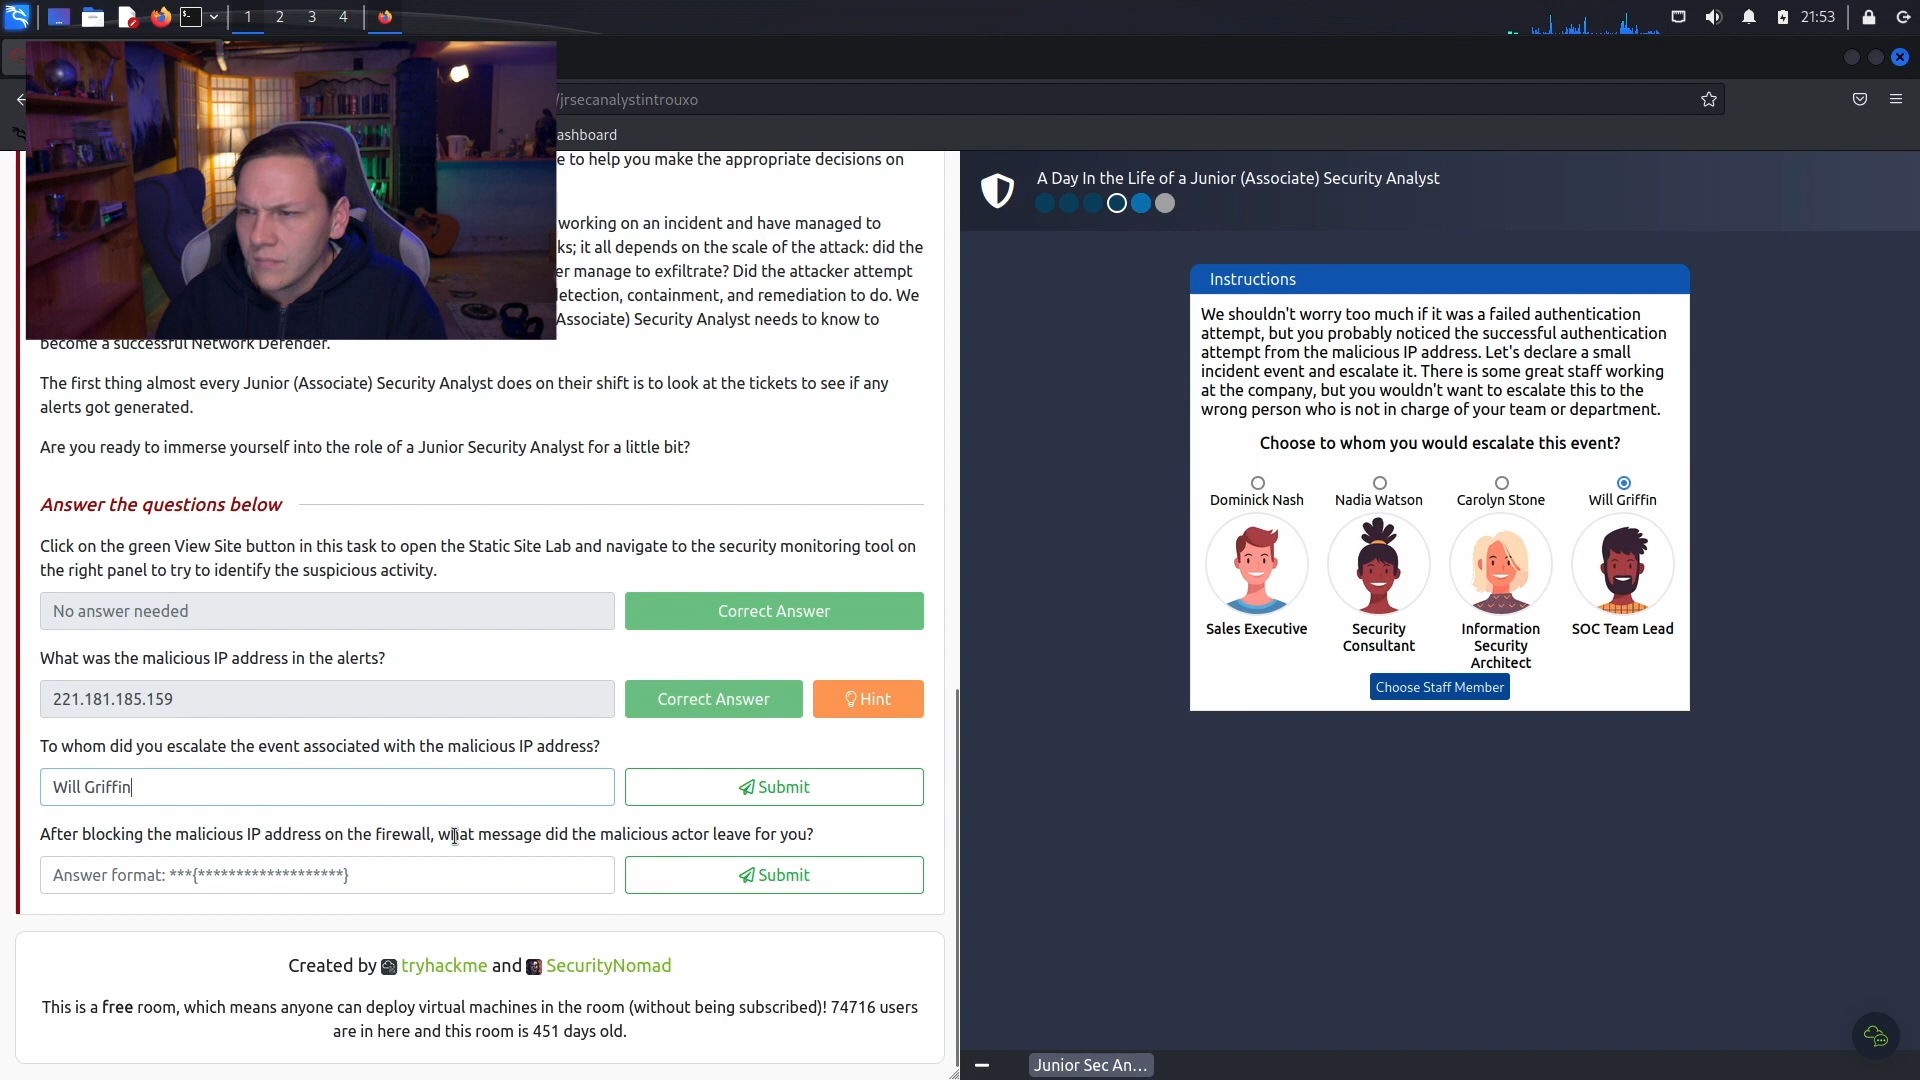 1 2 3 4
21:53
/jrsecanalystintrouxo
ashboard
e to help you make the appropriate decisions on
working on an incident and have managed to
ks; it all depends on the scale of the attack: did the
er manage to exfiltrate? Did the attacker attempt
detection, containment, and remediation to do. We
Associate) Security Analyst needs to know to
become a successful Network Defender.
The first thing almost every Junior (Associate) Security Analyst does on their shift is to look at the tickets to see if any
alerts got generated.
Are you ready to immerse yourself into the role of a Junior Security Analyst for a little bit?
Answer the questions below
Click on the green View Site button in this task to open the Static Site Lab and navigate to the security monitoring tool on
the right panel to try to identify the suspicious activity.
No answer needed
Correct Answer
What was the malicious IP address in the alerts?
221.181.185.159
Correct Answer
Hint
To whom did you escalate the event associated with the malicious IP address?
Will Griffin
Submit
After blocking the malicious IP address on the firewall, what message did the malicious actor leave for you?
Answer format: ***{*******************}
Submit
Created by tryhackme and SecurityNomad
This is a free room, which means anyone can deploy virtual machines in the room (without being subscribed)! 74716 users
are in here and this room is 451 days old.
A Day In the Life of a Junior (Associate) Security Analyst
Instructions
We shouldn't worry too much if it was a failed authentication
attempt, but you probably noticed the successful authentication
attempt from the malicious IP address. Let's declare a small
incident event and escalate it. There is some great staff working
at the company, but you wouldn't want to escalate this to the
wrong person who is not in charge of your team or department.
Choose to whom you would escalate this event?
Dominick Nash
Nadia Watson
Carolyn Stone
Will Griffin
Sales Executive
Security
Consultant
Information
Security
Architect
SOC Team Lead
Choose Staff Member
Junior Sec An...